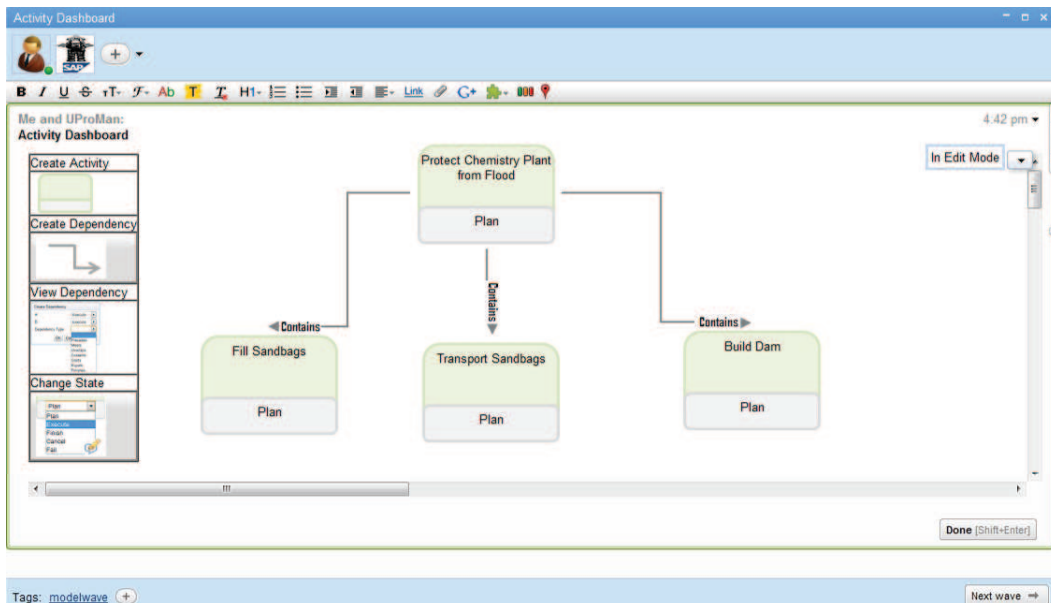 Activity Dashboard
SAP
B I U S T T- F- Ab T T H1- Link G+
Me and UProMan:
4:42 pm
Activity Dashboard
In Edit Mode
Create Activity
Create Dependency
View Dependency
Change State
Plan
Plan
Execute
Finish
Cancel
Fail
Protect Chemistry Plant
from Flood
Plan
Contains
Contains
Contains
Fill Sandbags
Plan
Transport Sandbags
Plan
Build Dam
Plan
Done [Shift+Enter]
Tags: modelwave
Next wave